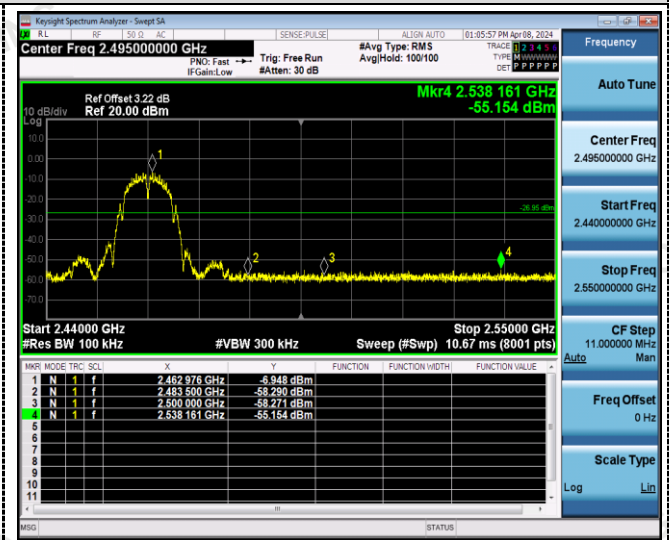 Keysight Spectrum Analyzer - Swept SA
RL RF 50 Ω AC SENSE:PULSE ALIGN AUTO 01:05:57 PM Apr 08, 2024
Center Freq 2.495000000 GHz
PNO: Fast
IFGain:Low
Trig: Free Run
#Atten: 30 dB
#Avg Type: RMS
Avg|Hold: 100/100
TRACE 1 2 3 4 5 6
TYPE M W W W W W
DET P P P P P P
Ref Offset 3.22 dB
10 dB/div Ref 20.00 dBm
Log
Mkr4 2.538 161 GHz
-55.154 dBm
10.0
0.00
-10.0
-20.0
-30.0
-40.0
-50.0
-60.0
-70.0
1
2
3
4
-26.95 dBm
Start 2.44000 GHz Stop 2.55000 GHz
#Res BW 100 kHz #VBW 300 kHz Sweep (#Swp) 10.67 ms (8001 pts)
MKR MODE TRC SCL X Y FUNCTION FUNCTION WIDTH FUNCTION VALUE
1 N 1 f 2.462 976 GHz -6.948 dBm
2 N 1 f 2.483 500 GHz -58.290 dBm
3 N 1 f 2.500 000 GHz -58.271 dBm
4 N 1 f 2.538 161 GHz -55.154 dBm
5
6
7
8
9
10
11
MSG STATUS
Frequency
Auto Tune
Center Freq
2.495000000 GHz
Start Freq
2.440000000 GHz
Stop Freq
2.550000000 GHz
CF Step
11.000000 MHz
Auto Man
Freq Offset
0 Hz
Scale Type
Log Lin